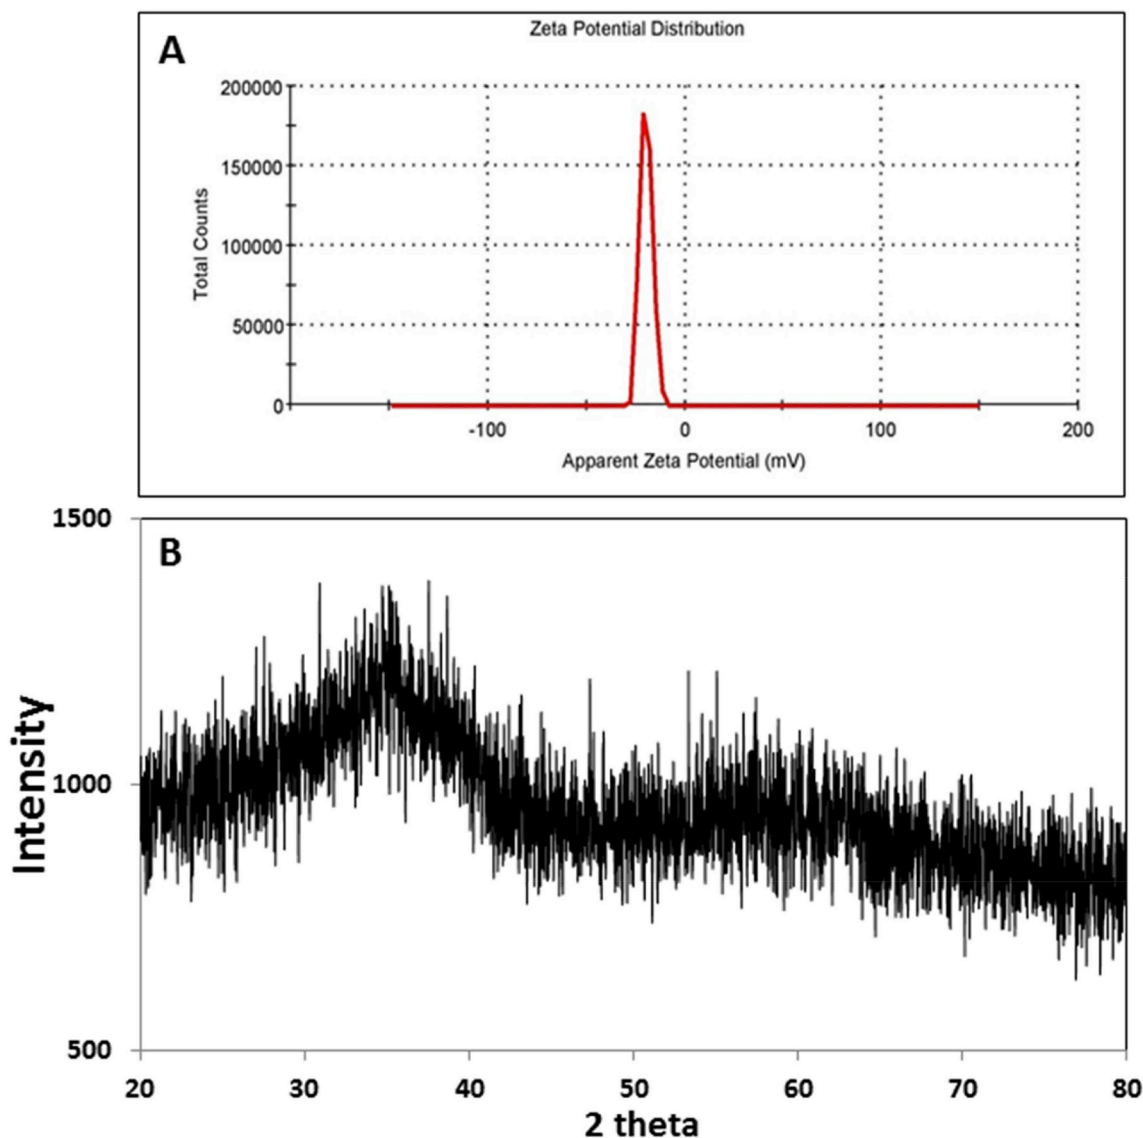 A
Zeta Potential Distribution
200000
150000
100000
50000
0
Total Counts
-100 0 100 200
Apparent Zeta Potential (mV)
B
1500
1000
500
Intensity
20 30 40 50 60 70 80
2 theta